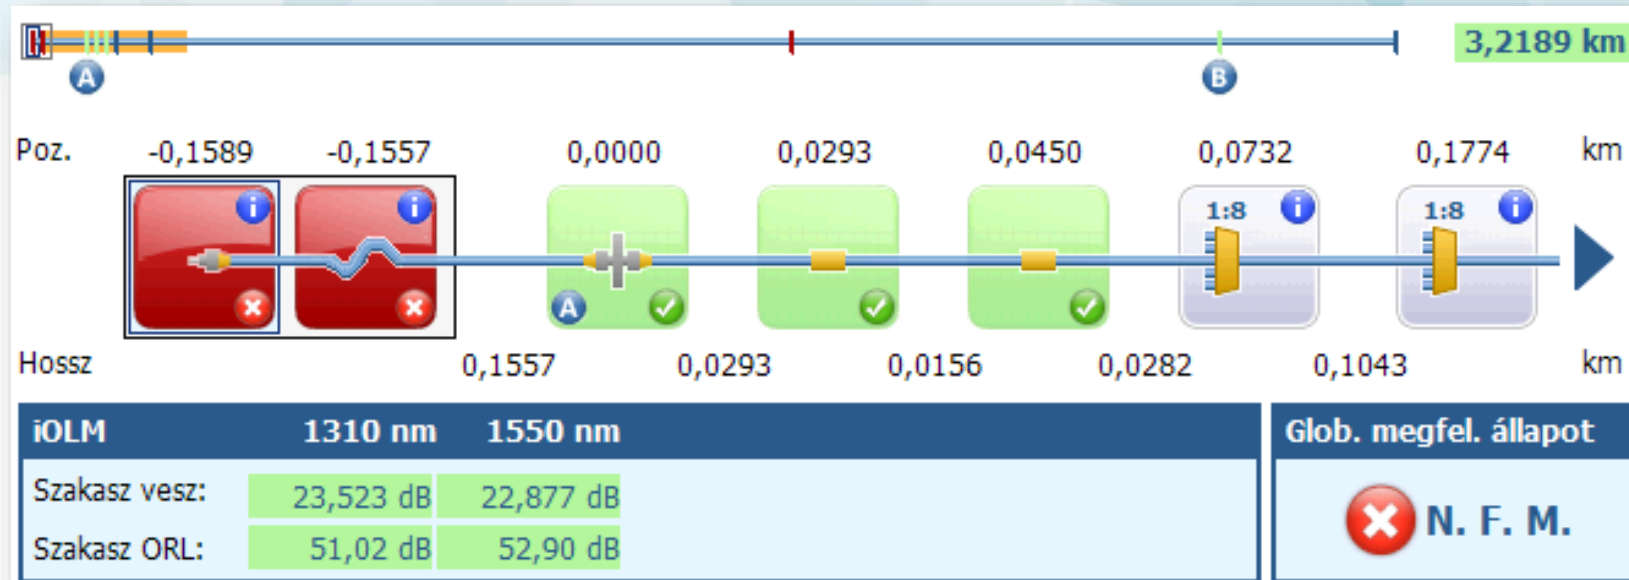 3,2189 km
A B
Poz. -0,1589 -0,1557 0,0000 0,0293 0,0450 0,0732 0,1774 km
i i 1:8 i 1:8 i
A
Hossz 0,1557 0,0293 0,0156 0,0282 0,1043 km
iOLM 1310 nm 1550 nm Glob. megfel. állapot
Szakasz vesz: 23,523 dB 22,877 dB
N. F. M.
Szakasz ORL: 51,02 dB 52,90 dB